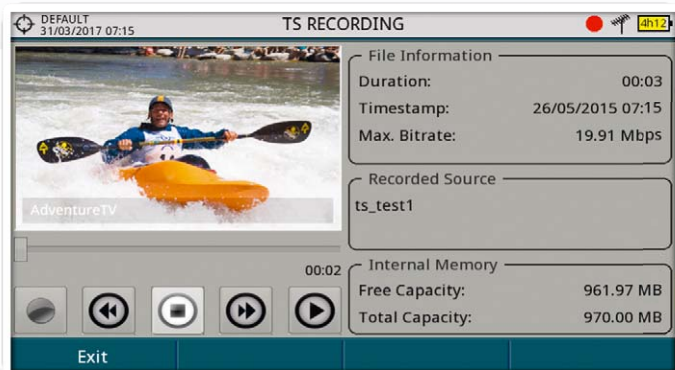 DEFAULT
31/03/2017 07:15
TS RECORDING
4h12
AdventureTV
00:02
File Information
Duration: 00:03
Timestamp: 26/05/2015 07:15
Max. Bitrate: 19.91 Mbps
Recorded Source
ts_test1
Internal Memory
Free Capacity: 961.97 MB
Total Capacity: 970.00 MB
Exit